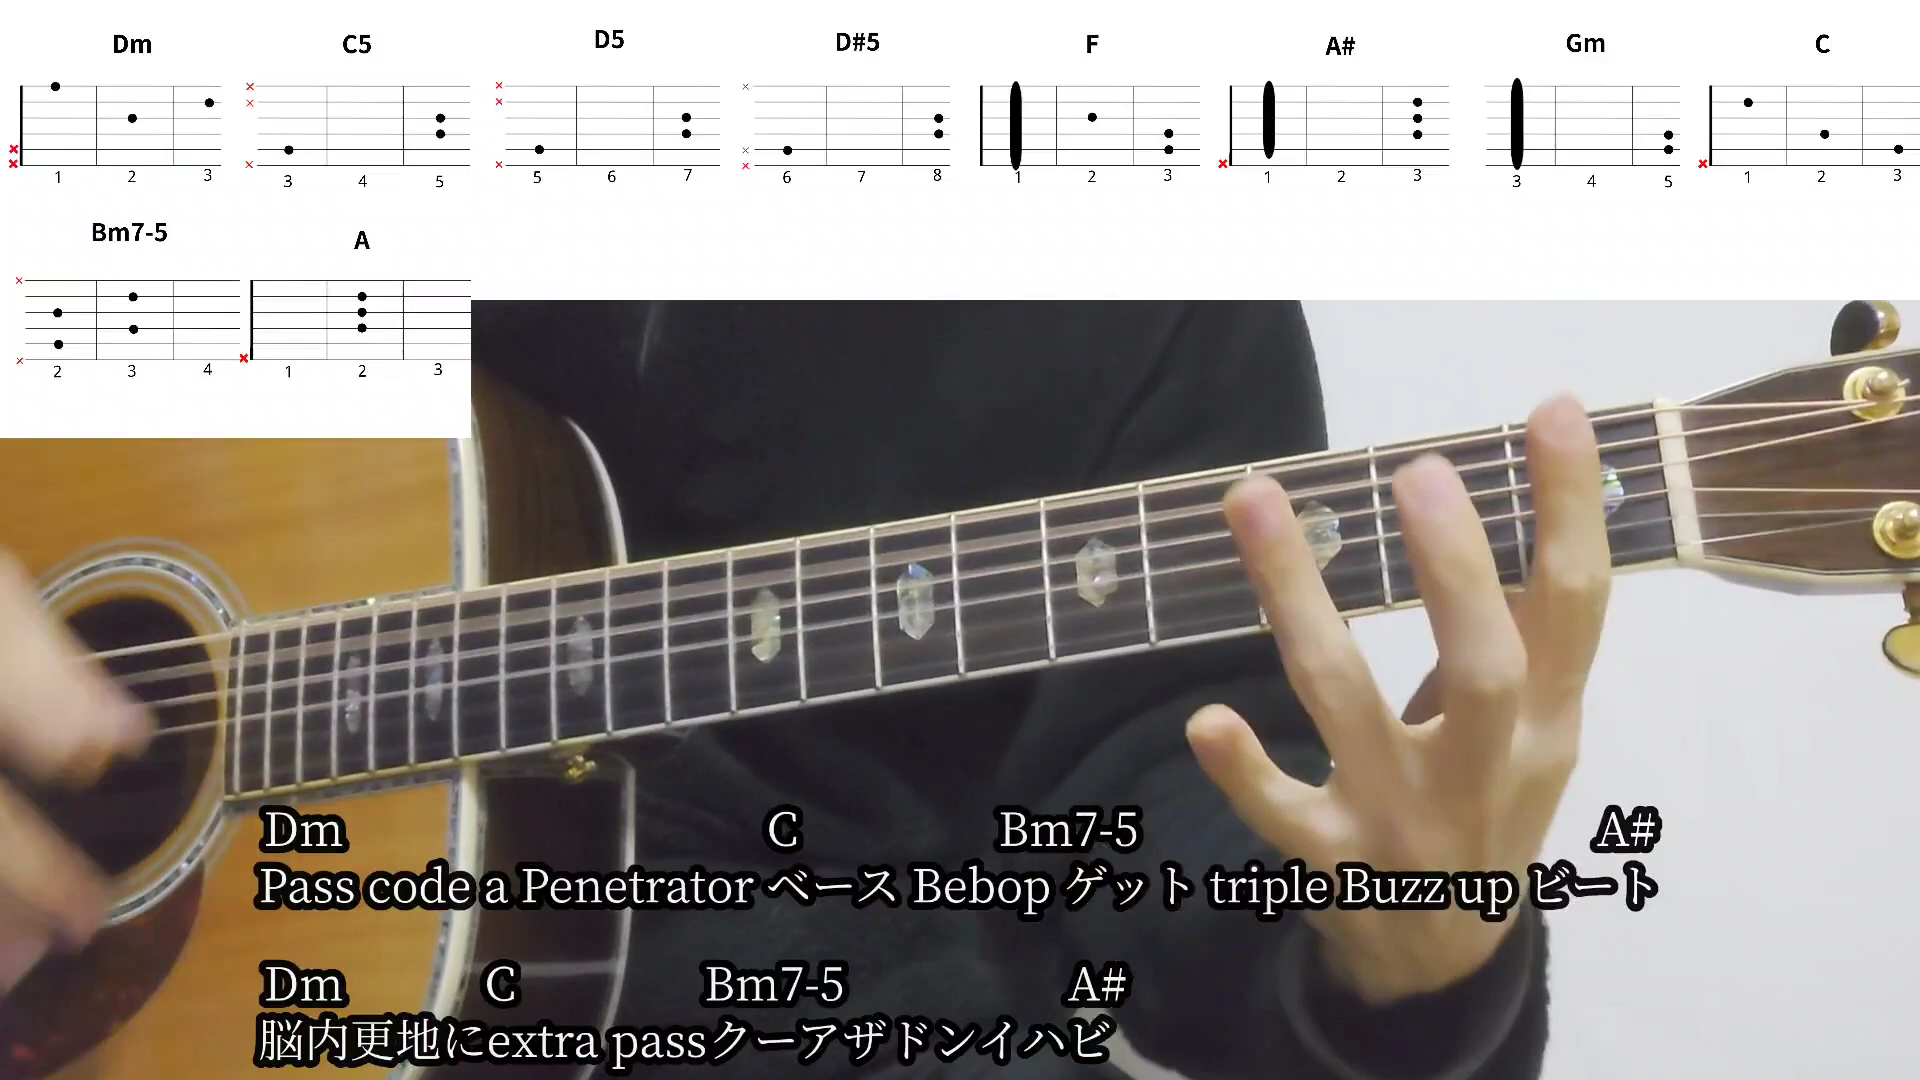 Dm C5 D5 D#5 F A# Gm C
× × × × × × × × × × × × ×
1 2 3 3 4 5 5 6 7 6 7 8 1 2 3 1 2 3 3 4 5 1 2 3
Bm7-5 A
× × ×
2 3 4 1 2 3
Dm C Bm7-5 A#
Pass code a Penetrator ベース Bebop ゲット triple Buzz up ビート
Dm C Bm7-5 A#
脳内更地にextra passクーアザドンイハビ